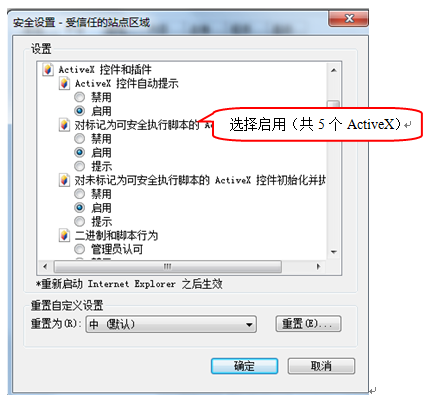 安全设置 - 受信任的站点区域
设置
ActiveX 控件和插件
ActiveX 控件自动提示
禁用
启用
对标记为可安全执行脚本的
选择启用（共 5 个 ActiveX）
禁用
启用
提示
对未标记为可安全执行脚本的 ActiveX 控件初始化并执
禁用
启用
提示
二进制和脚本行为
管理员认可
*重新启动 Internet Explorer 之后生效
重置自定义设置
重置为(R): 中 (默认) 重置(E)...
确定 取消